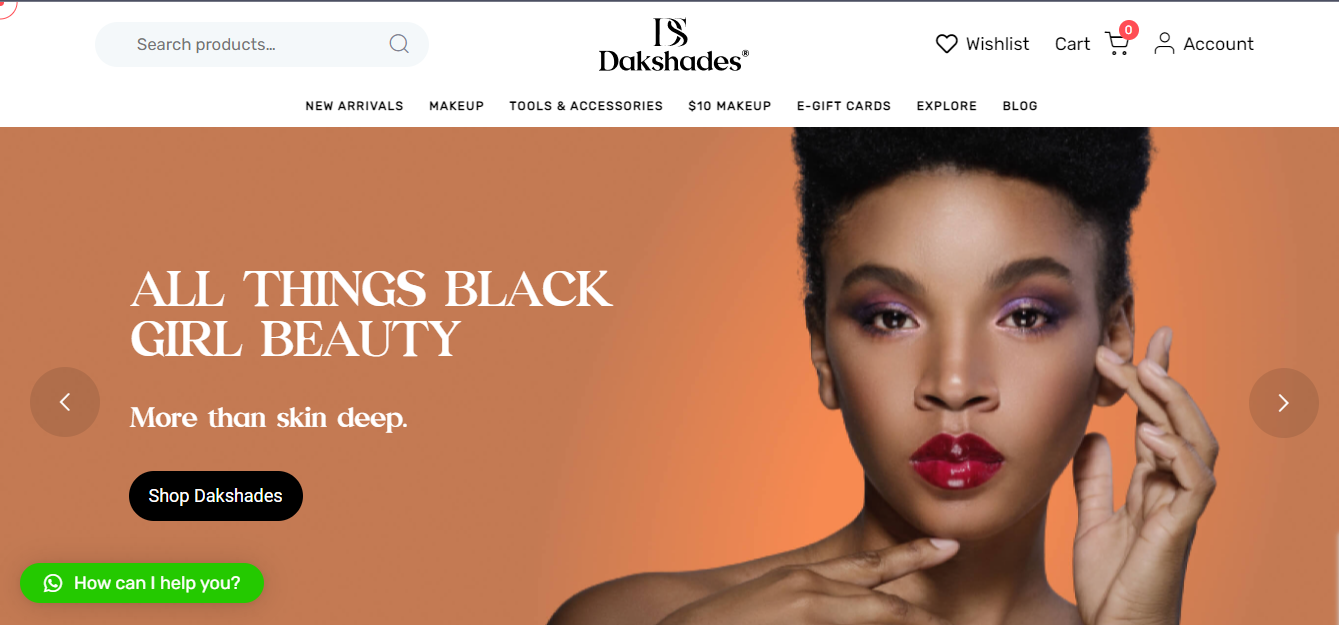 Search products...
DS
Dakshades®
Wishlist
Cart
0
Account
NEW ARRIVALS
MAKEUP
TOOLS & ACCESSORIES
$10 MAKEUP
E-GIFT CARDS
EXPLORE
BLOG
ALL THINGS BLACK
GIRL BEAUTY
More than skin deep.
Shop Dakshades
How can I help you?